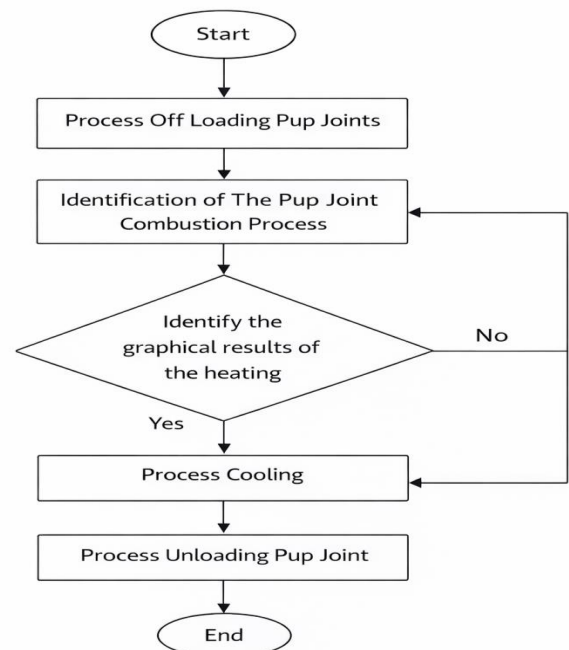 Start
Process Off Loading Pup Joints
Identification of The Pup Joint
Combustion Process
Identify the
graphical results of
the heating
No
Yes
Process Cooling
Process Unloading Pup Joint
End